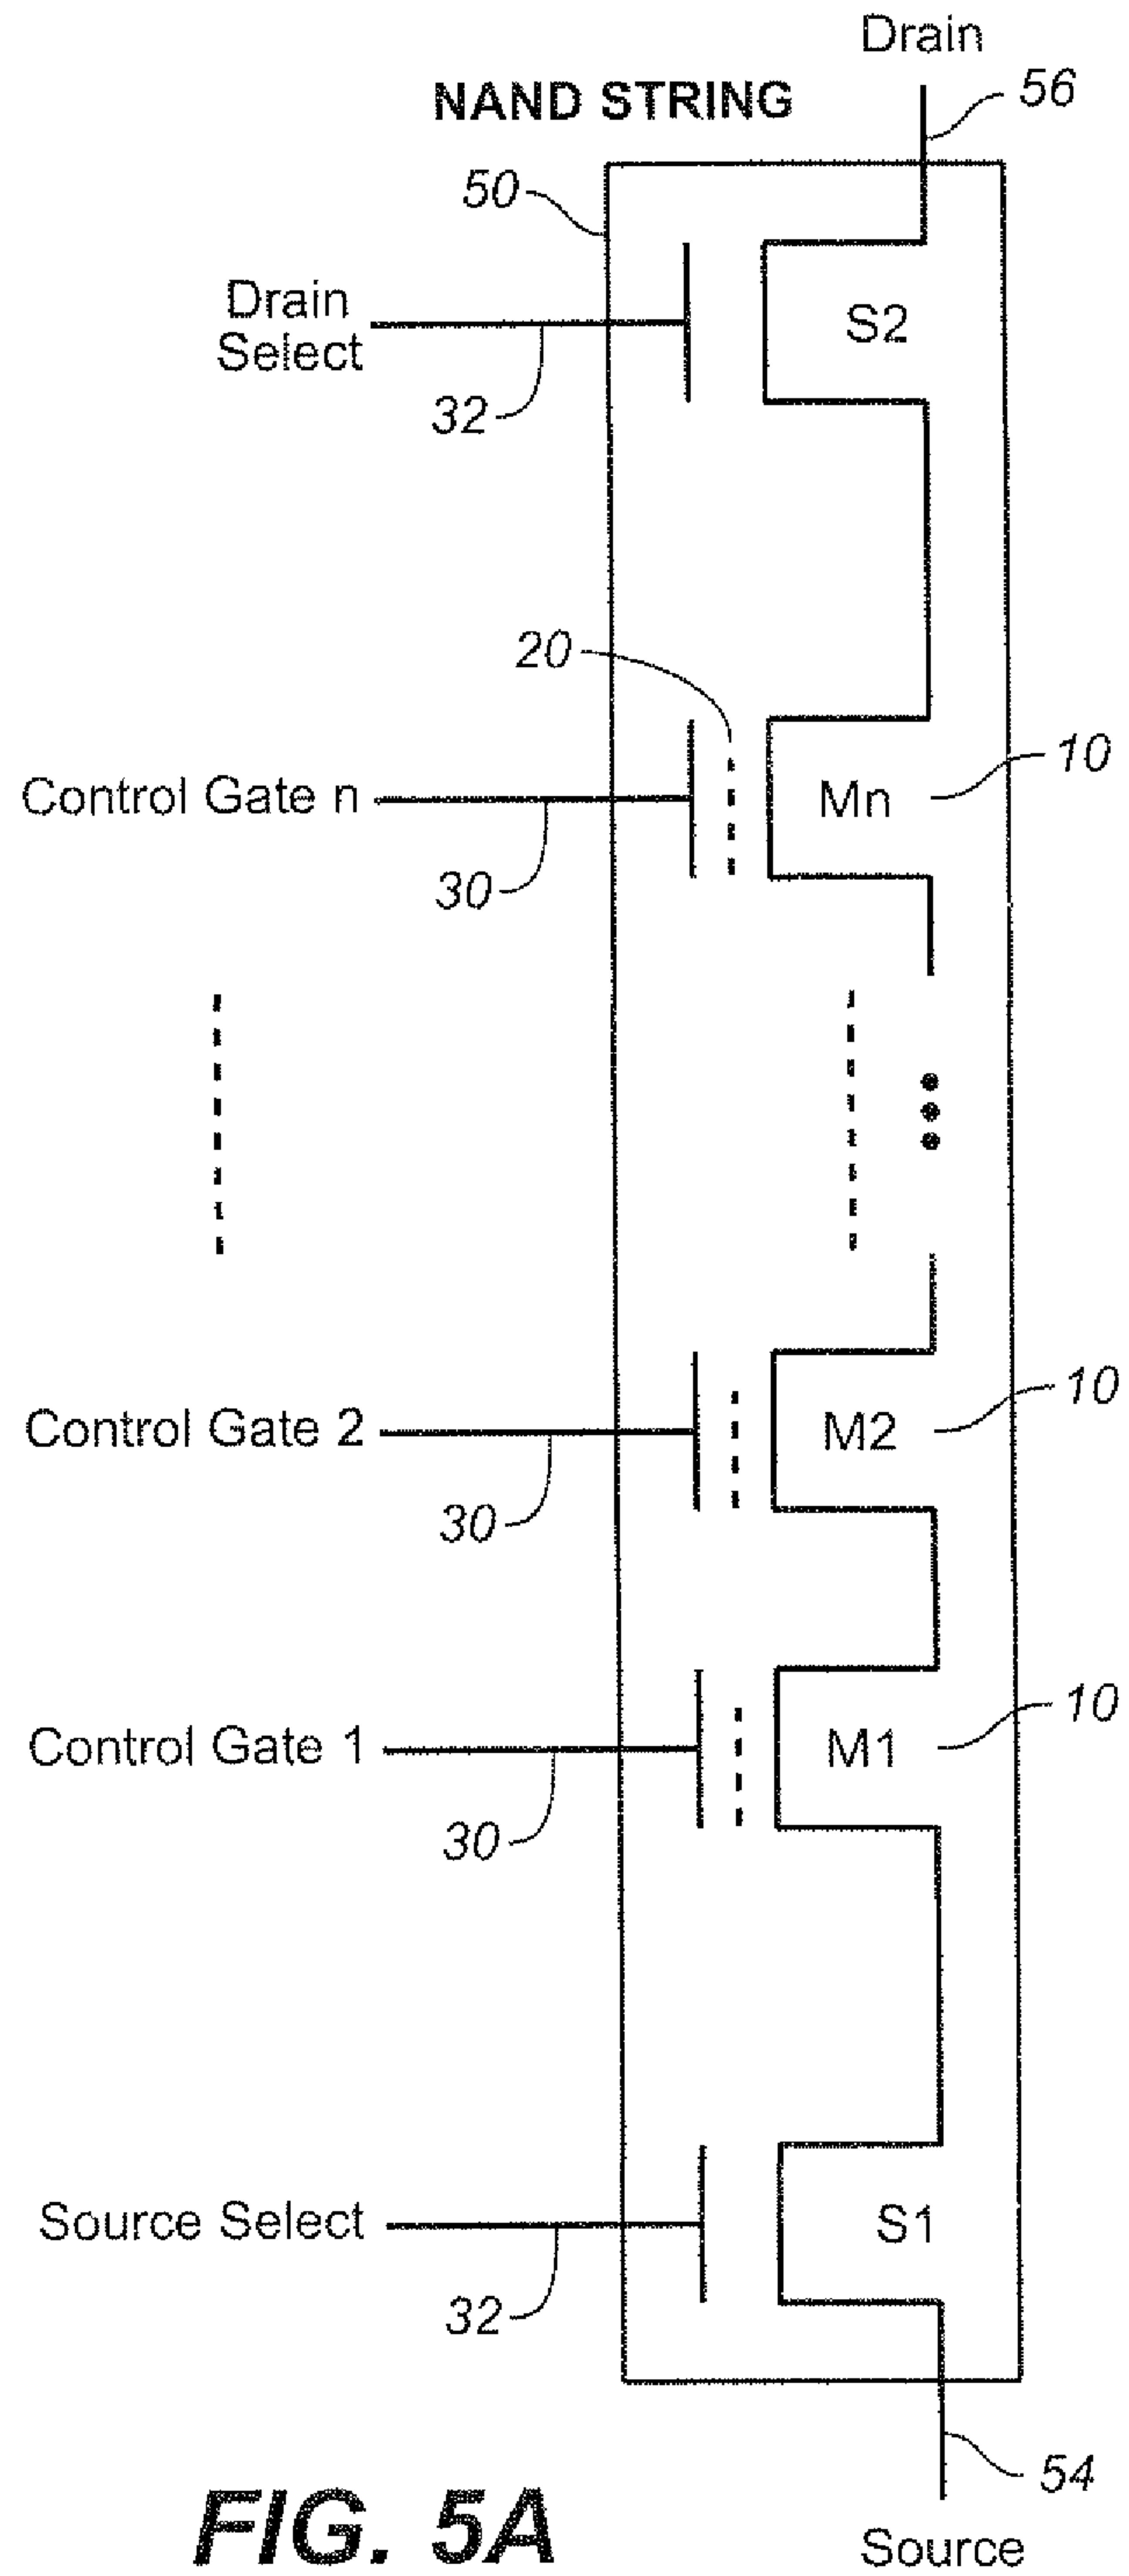 Drain
56
NAND STRING
50
Drain
Select
S2
32
20
Control Gate n
Mn
10
30
Control Gate 2
M2
10
30
Control Gate 1
M1
10
30
Source Select
S1
32
54
FIG. 5A
Source